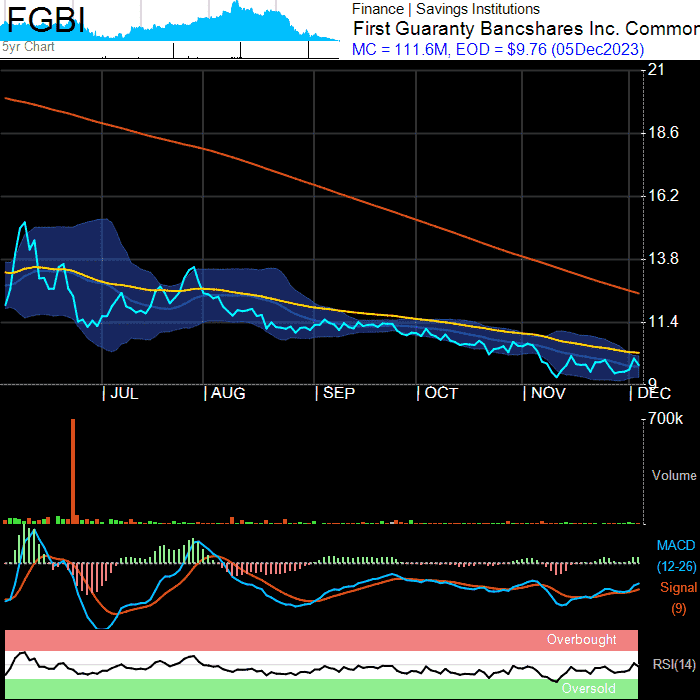 FGBI
5yr Chart
Finance | Savings Institutions
First Guaranty Bancshares Inc. Common
MC = 111.6M, EOD = $9.76 (05Dec2023)
21
18.6
16.2
13.8
11.4
9
JUL
AUG
SEP
OCT
NOV
DEC
700k
Volume
MACD
(12-26)
Signal
(9)
Overbought
RSI(14)
Oversold